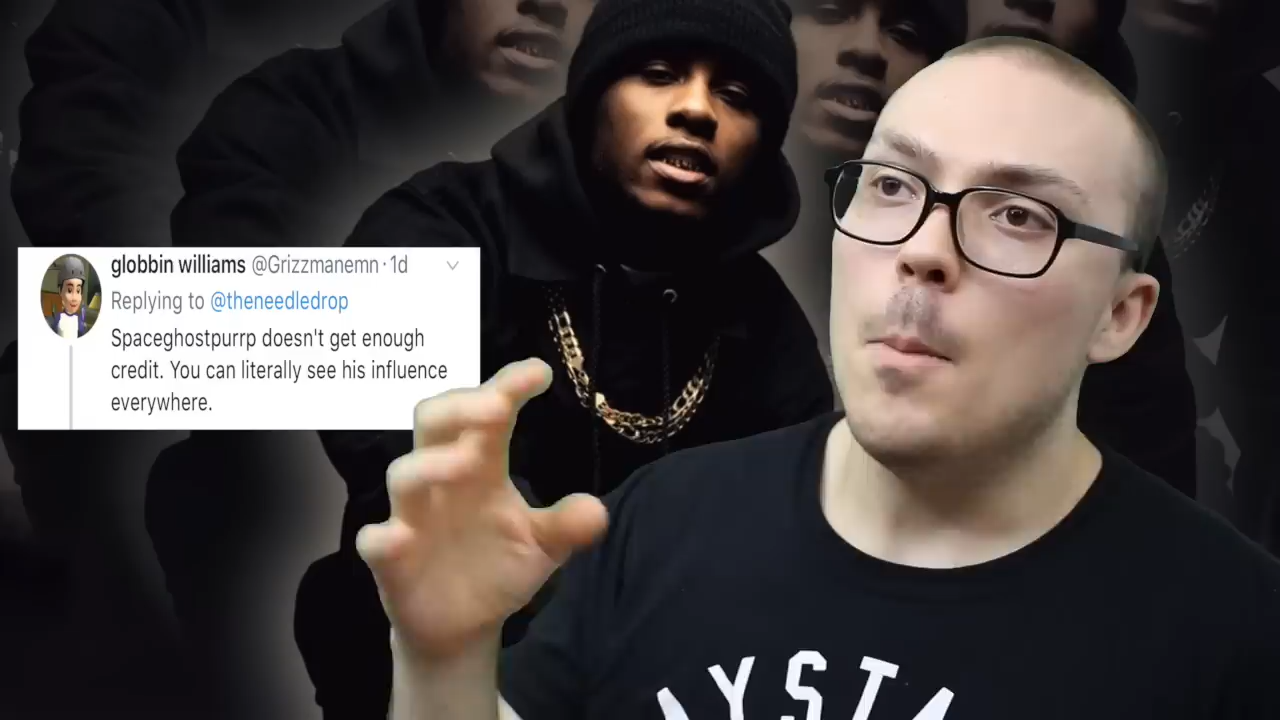 globbin williams @Grizzmanemn · 1d
Replying to @theneedledrop
Spaceghostpurrp doesn't get enough
credit. You can literally see his influence
everywhere.
YSTA